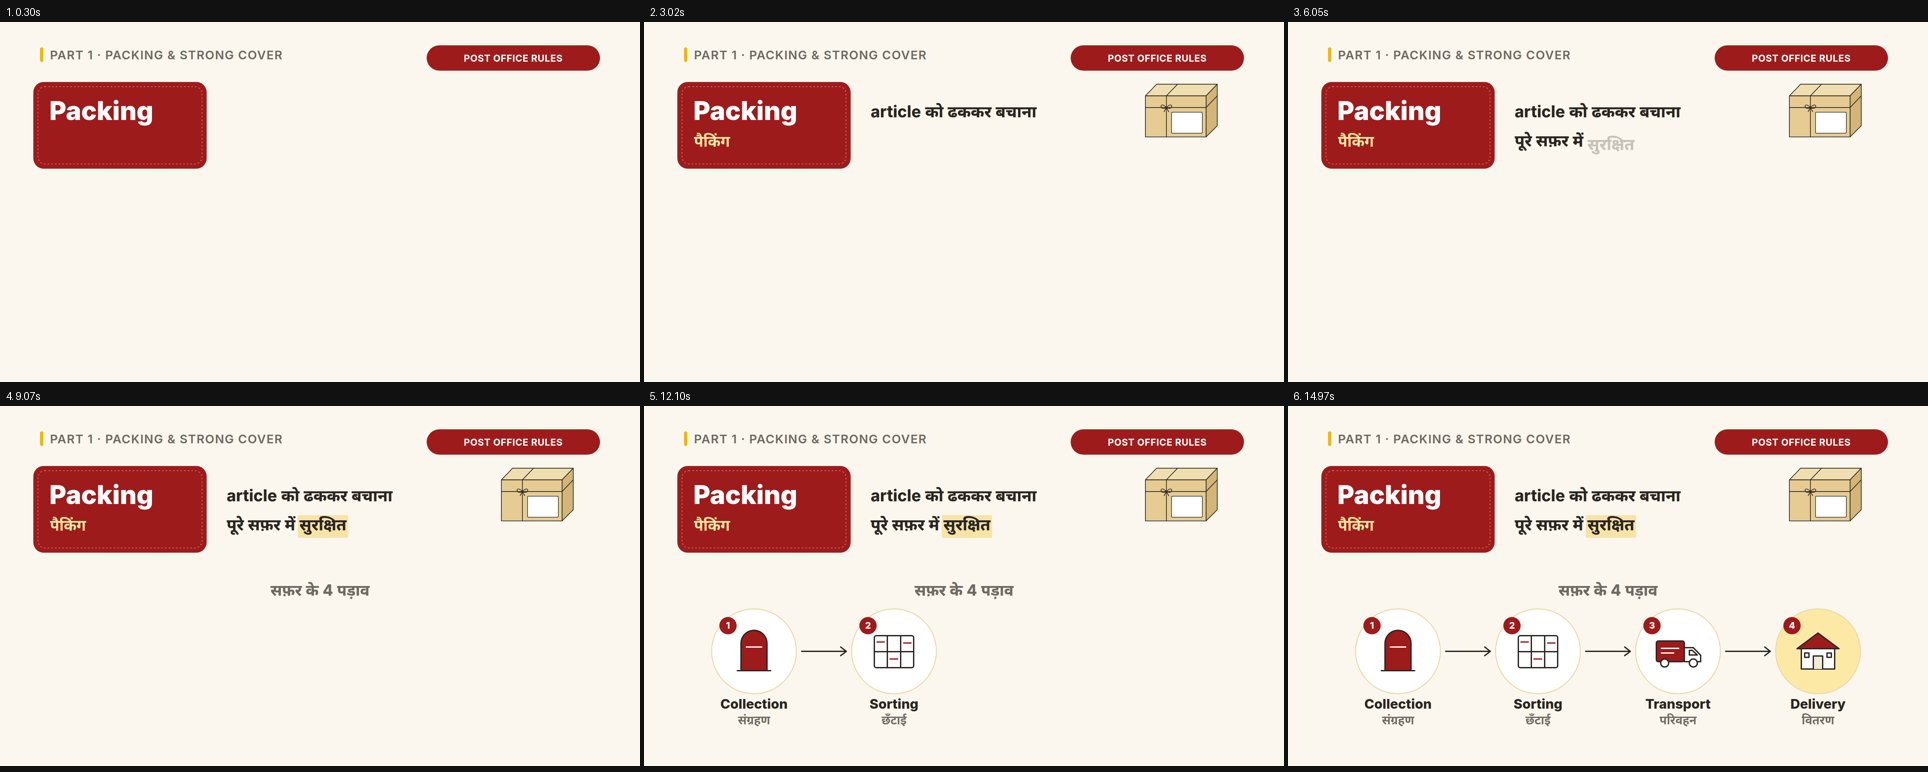 1. 0.30s
PART 1 · PACKING & STRONG COVER
POST OFFICE RULES
Packing
2. 3.02s
PART 1 · PACKING & STRONG COVER
POST OFFICE RULES
Packing
पैकिंग
article को ढककर बचाना
3. 6.05s
PART 1 · PACKING & STRONG COVER
POST OFFICE RULES
Packing
पैकिंग
article को ढककर बचाना
पूरे सफ़र में सुरक्षित
4. 9.07s
PART 1 · PACKING & STRONG COVER
POST OFFICE RULES
Packing
पैकिंग
article को ढककर बचाना
पूरे सफ़र में सुरक्षित
सफ़र के 4 पड़ाव
5. 12.10s
PART 1 · PACKING & STRONG COVER
POST OFFICE RULES
Packing
पैकिंग
article को ढककर बचाना
पूरे सफ़र में सुरक्षित
सफ़र के 4 पड़ाव
1 2
Collection Sorting
संग्रहण छँटाई
6. 14.97s
PART 1 · PACKING & STRONG COVER
POST OFFICE RULES
Packing
पैकिंग
article को ढककर बचाना
पूरे सफ़र में सुरक्षित
सफ़र के 4 पड़ाव
1 2 3 4
Collection Sorting Transport Delivery
संग्रहण छँटाई परिवहन वितरण